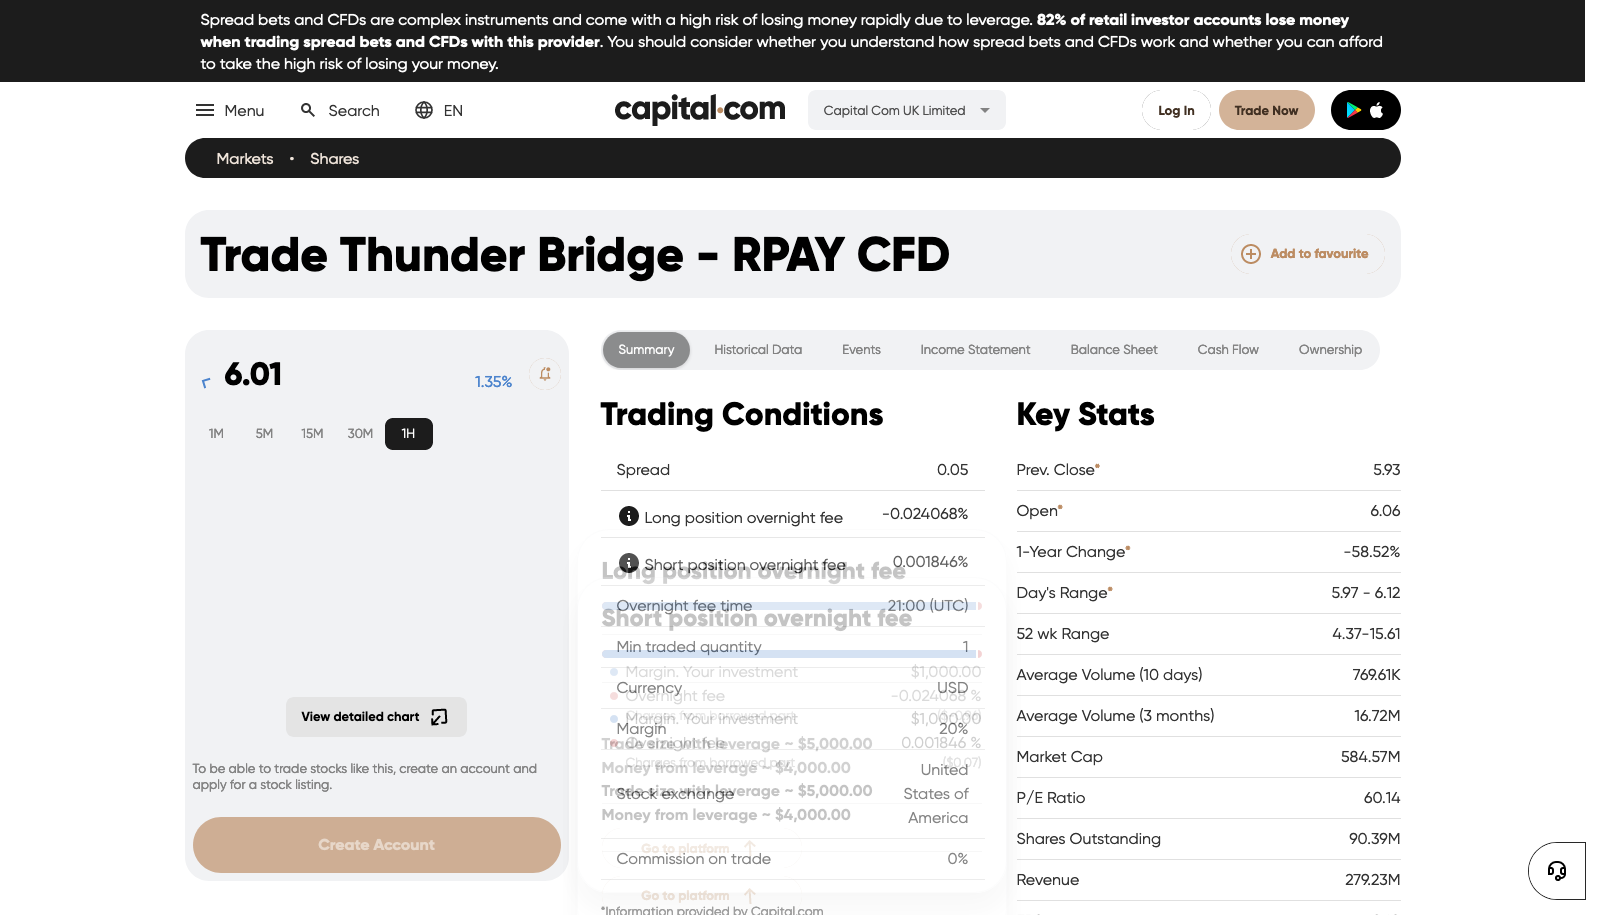 Spread bets and CFDs are complex instruments and come with a high risk of losing money rapidly due to leverage. 82% of retail investor accounts lose money
when trading spread bets and CFDs with this provider. You should consider whether you understand how spread bets and CFDs work and whether you can afford
to take the high risk of losing your money.
Menu
Search
EN
capital.com
Capital Com UK Limited
Log In
Trade Now
Markets • Shares
Trade Thunder Bridge - RPAY CFD
Add to favourite
6.01
1.35%
1M 5M 15M 30M 1H
View detailed chart
To be able to trade stocks like this, create an account and
apply for a stock listing.
Create Account
Summary Historical Data Events Income Statement Balance Sheet Cash Flow Ownership
Trading Conditions
Spread 0.05
Long position overnight fee -0.024068%
Short position overnight fee 0.001846%
Long position overnight fee
Overnight fee time 21:00 (UTC)
Short position overnight fee
Min traded quantity 1
Margin. Your investment $1,000.00
Currency USD
Overnight fee -0.024068 %
Charges from borrowed part
Margin. Your investment $1,000.00
Margin 20%
Overnight fee 0.001846 %
Trade size with leverage ~ $5,000.00
Charges from borrowed part ($0.07)
Money from leverage ~ $4,000.00
Stock exchange United
States of
America
Trade size with leverage ~ $5,000.00
Money from leverage ~ $4,000.00
Go to platform
Commission on trade 0%
Go to platform
*Information provided by Capital.com
Key Stats
Prev. Close* 5.93
Open* 6.06
1-Year Change* -58.52%
Day's Range* 5.97 - 6.12
52 wk Range 4.37-15.61
Average Volume (10 days) 769.61K
Average Volume (3 months) 16.72M
Market Cap 584.57M
P/E Ratio 60.14
Shares Outstanding 90.39M
Revenue 279.23M